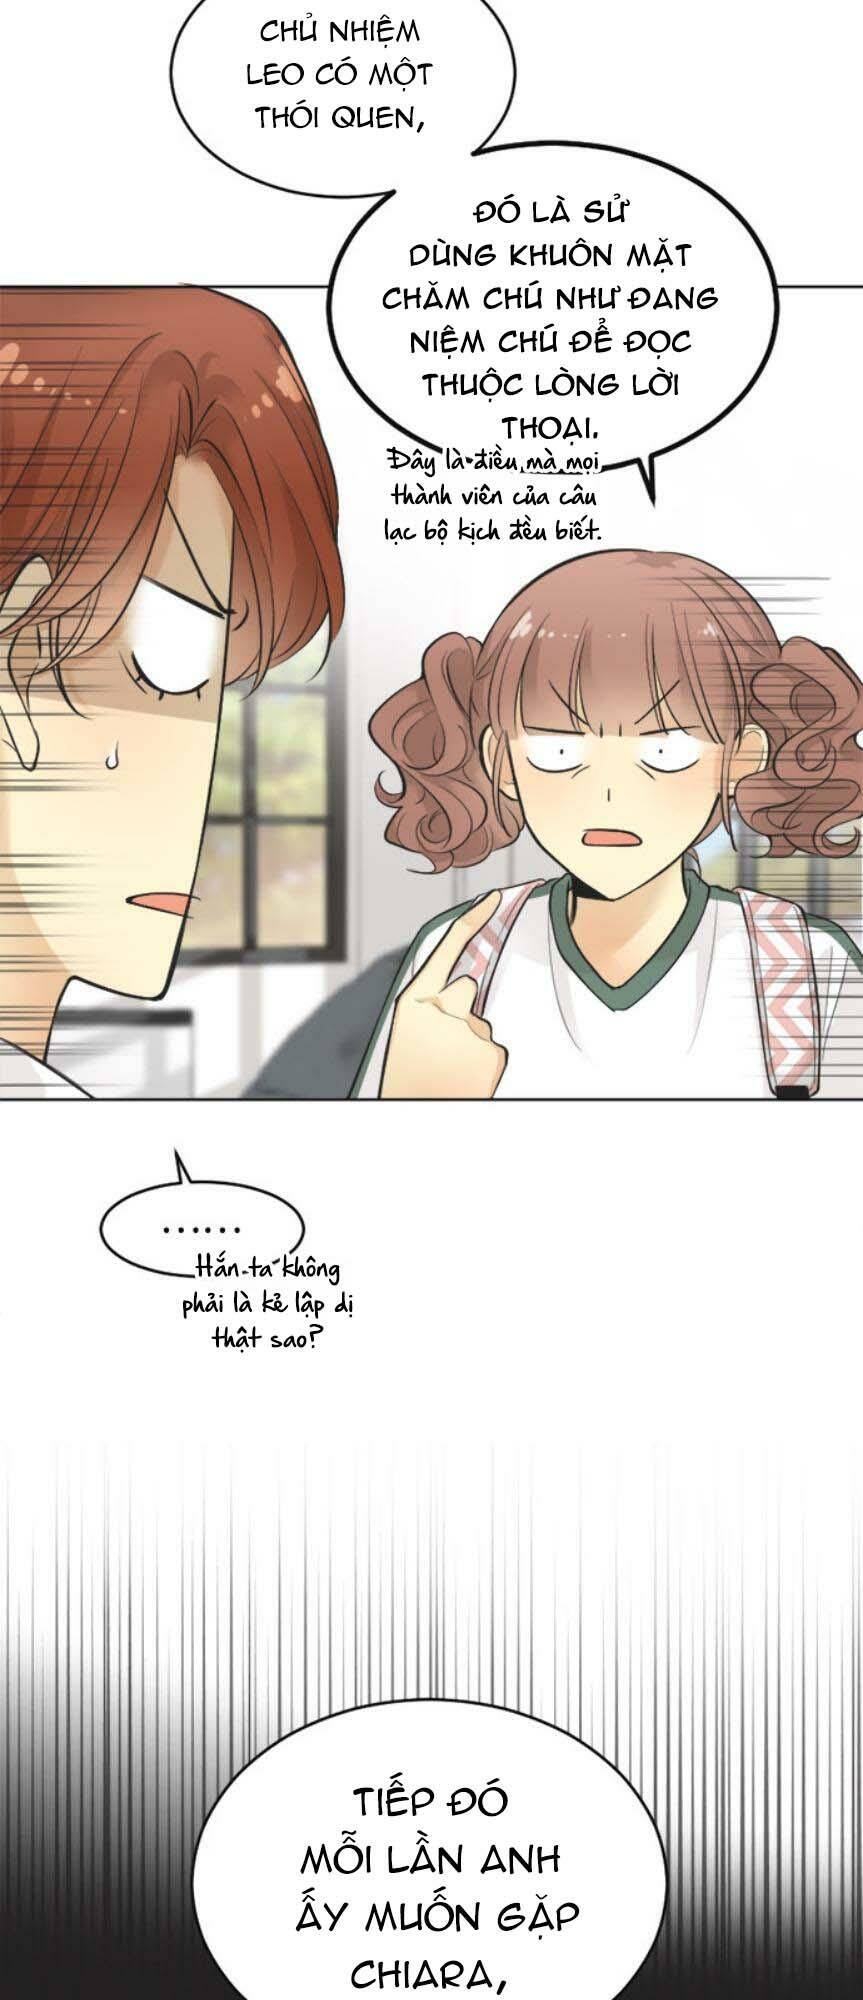 CHỦ NHIỆM
LEO CÓ MỘT
THÓI QUEN,
ĐÓ LÀ SỬ
DÙNG KHUÔN MẶT
CHĂM CHÚ NHƯ ĐANG
NIỆM CHÚ ĐỂ ĐỌC
THUỘC LÒNG LỜI
THOẠI.
Đây là điều mà mọi
thành viên của câu
lạc bộ kịch đều biết.
......
Hắn ta không
phải là kẻ lập dị
thật sao?
TIẾP ĐÓ
MỖI LẦN ANH
ẤY MUỐN GẶP
CHIARA,